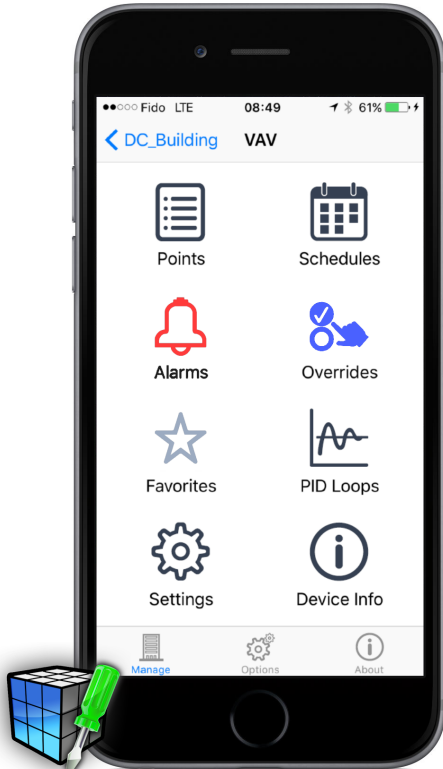 Fido LTE 08:49 61%
DC_Building VAV
Points Schedules
Alarms Overrides
Favorites PID Loops
Settings Device Info
Manage Options About